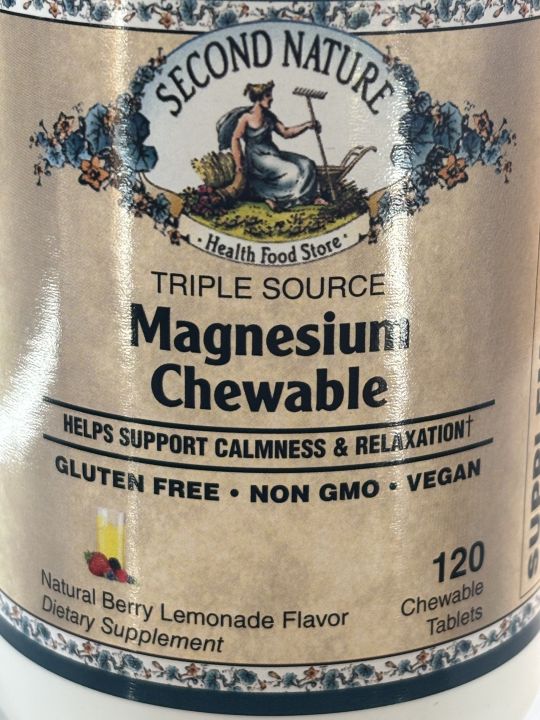 SECOND NATURE
· Health Food Store ·
TRIPLE SOURCE
Magnesium
Chewable
HELPS SUPPORT CALMNESS & RELAXATION†
GLUTEN FREE • NON GMO • VEGAN
120
Chewable
Tablets
Natural Berry Lemonade Flavor
Dietary Supplement